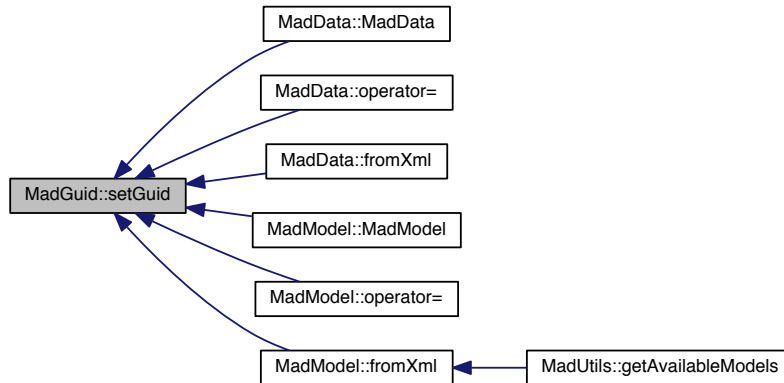 MadData::MadData
MadData::operator=
MadData::fromXml
MadGuid::setGuid
MadModel::MadModel
MadModel::operator=
MadModel::fromXml
MadUtils::getAvailableModels